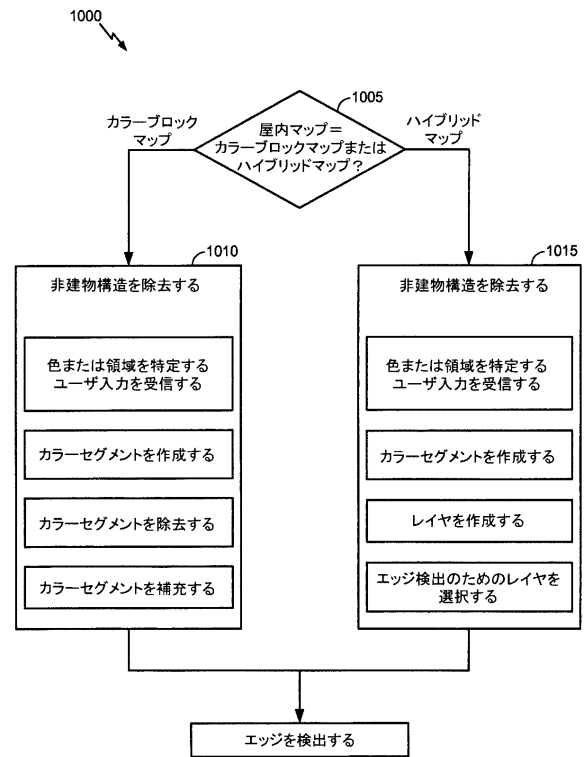 1000
1005
屋内マップ＝
カラーブロックマップまたは
ハイブリッドマップ？
カラーブロック
マップ
ハイブリッド
マップ
1010
非建物構造を除去する
色または領域を特定する
ユーザ入力を受信する
カラーセグメントを作成する
カラーセグメントを除去する
カラーセグメントを補充する
1015
非建物構造を除去する
色または領域を特定する
ユーザ入力を受信する
カラーセグメントを作成する
レイヤを作成する
エッジ検出のためのレイヤを
選択する
エッジを検出する